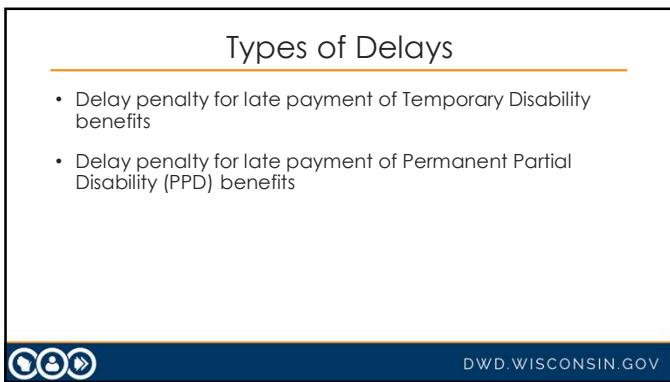 Types of Delays
• Delay penalty for late payment of Temporary Disability
benefits
• Delay penalty for late payment of Permanent Partial
Disability (PPD) benefits
DWD.WISCONSIN.GOV